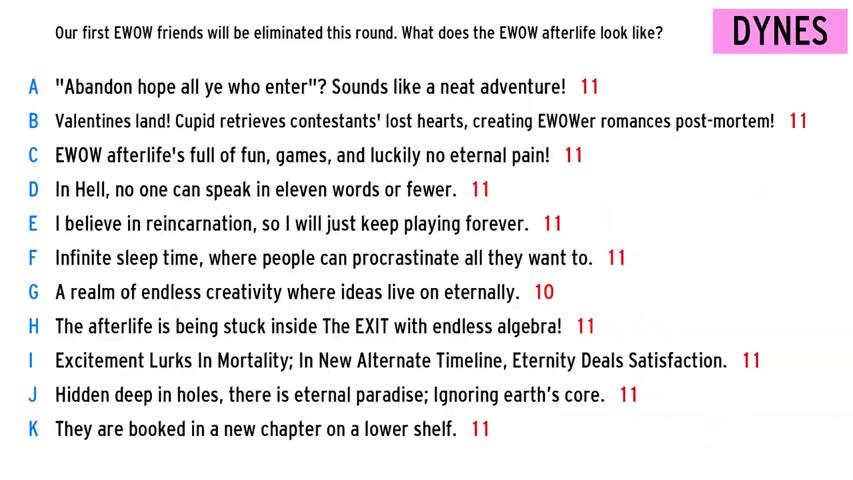 Our first EWOW friends will be eliminated this round. What does the EWOW afterlife look like?
DYNES
A "Abandon hope all ye who enter"? Sounds like a neat adventure! 11
B Valentines land! Cupid retrieves contestants' lost hearts, creating EWOWer romances post-mortem! 11
C EWOW afterlife's full of fun, games, and luckily no eternal pain! 11
D In Hell, no one can speak in eleven words or fewer. 11
E I believe in reincarnation, so I will just keep playing forever. 11
F Infinite sleep time, where people can procrastinate all they want to. 11
G A realm of endless creativity where ideas live on eternally. 10
H The afterlife is being stuck inside The EXIT with endless algebra! 11
I Excitement Lurks In Mortality; In New Alternate Timeline, Eternity Deals Satisfaction. 11
J Hidden deep in holes, there is eternal paradise; Ignoring earth’s core. 11
K They are booked in a new chapter on a lower shelf. 11